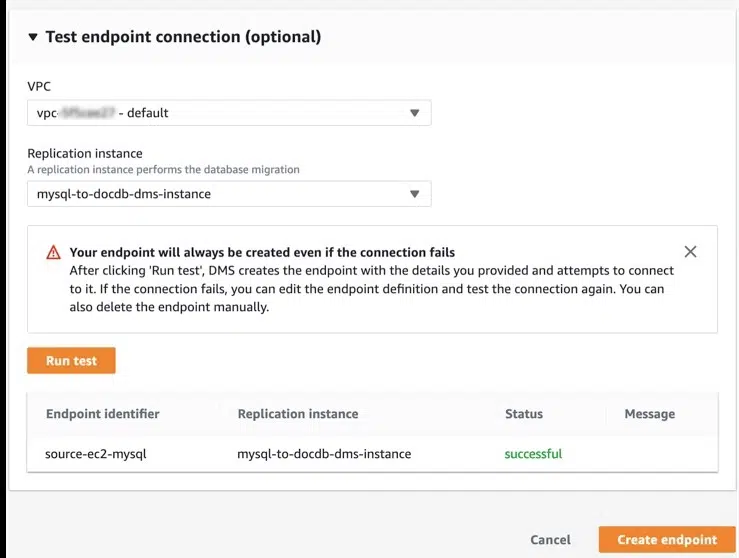 Test endpoint connection (optional)
VPC
vpc- - default
Replication instance
A replication instance performs the database migration
mysql-to-docdb-dms-instance
Your endpoint will always be created even if the connection fails
After clicking 'Run test', DMS creates the endpoint with the details you provided and attempts to connect
to it. If the connection fails, you can edit the endpoint definition and test the connection again. You can
also delete the endpoint manually.
Run test
Endpoint identifier Replication instance Status Message
source-ec2-mysql mysql-to-docdb-dms-instance successful
Cancel Create endpoint